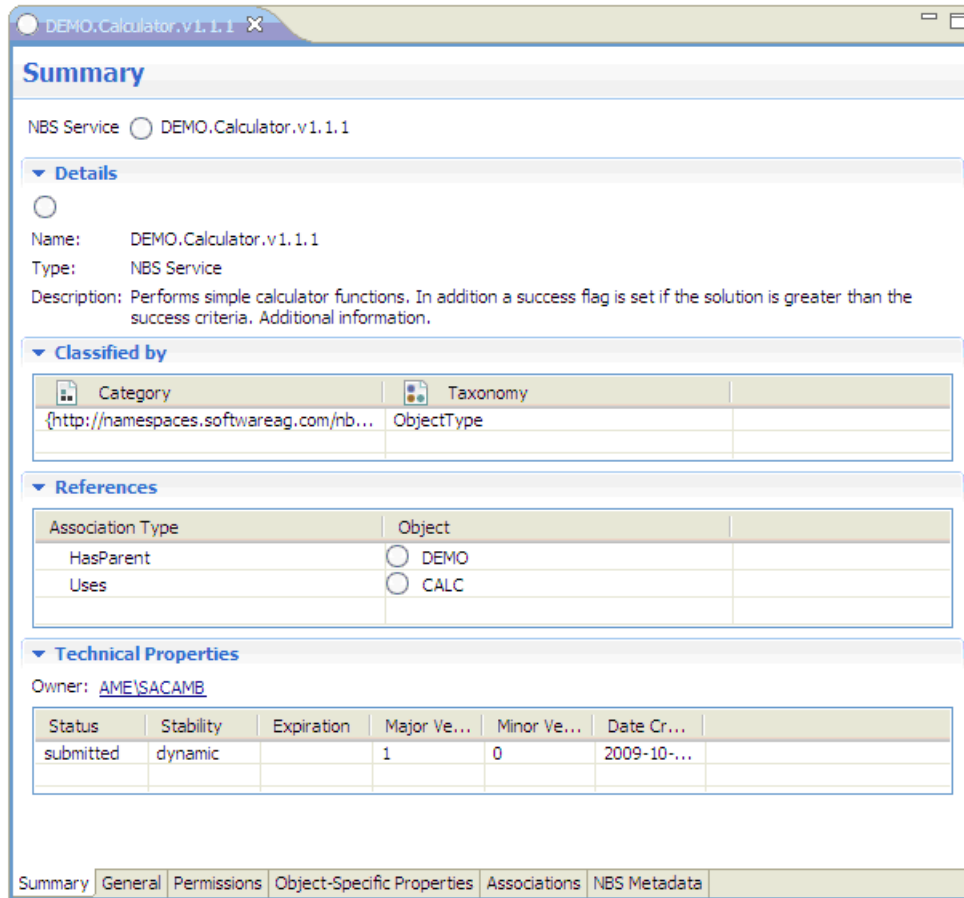 DEMO.Calculator.v1.1.1
Summary
NBS Service DEMO.Calculator.v1.1.1
Details
Name: DEMO.Calculator.v1.1.1
Type: NBS Service
Description: Performs simple calculator functions. In addition a success flag is set if the solution is greater than the
success criteria. Additional information.
Classified by
Category Taxonomy
{http://namespaces.softwareag.com/nb... ObjectType
References
Association Type Object
HasParent DEMO
Uses CALC
Technical Properties
Owner: AME\SACAMB
Status Stability Expiration Major Ve... Minor Ve... Date Cr...
submitted dynamic 1 0 2009-10-...
Summary General Permissions Object-Specific Properties Associations NBS Metadata